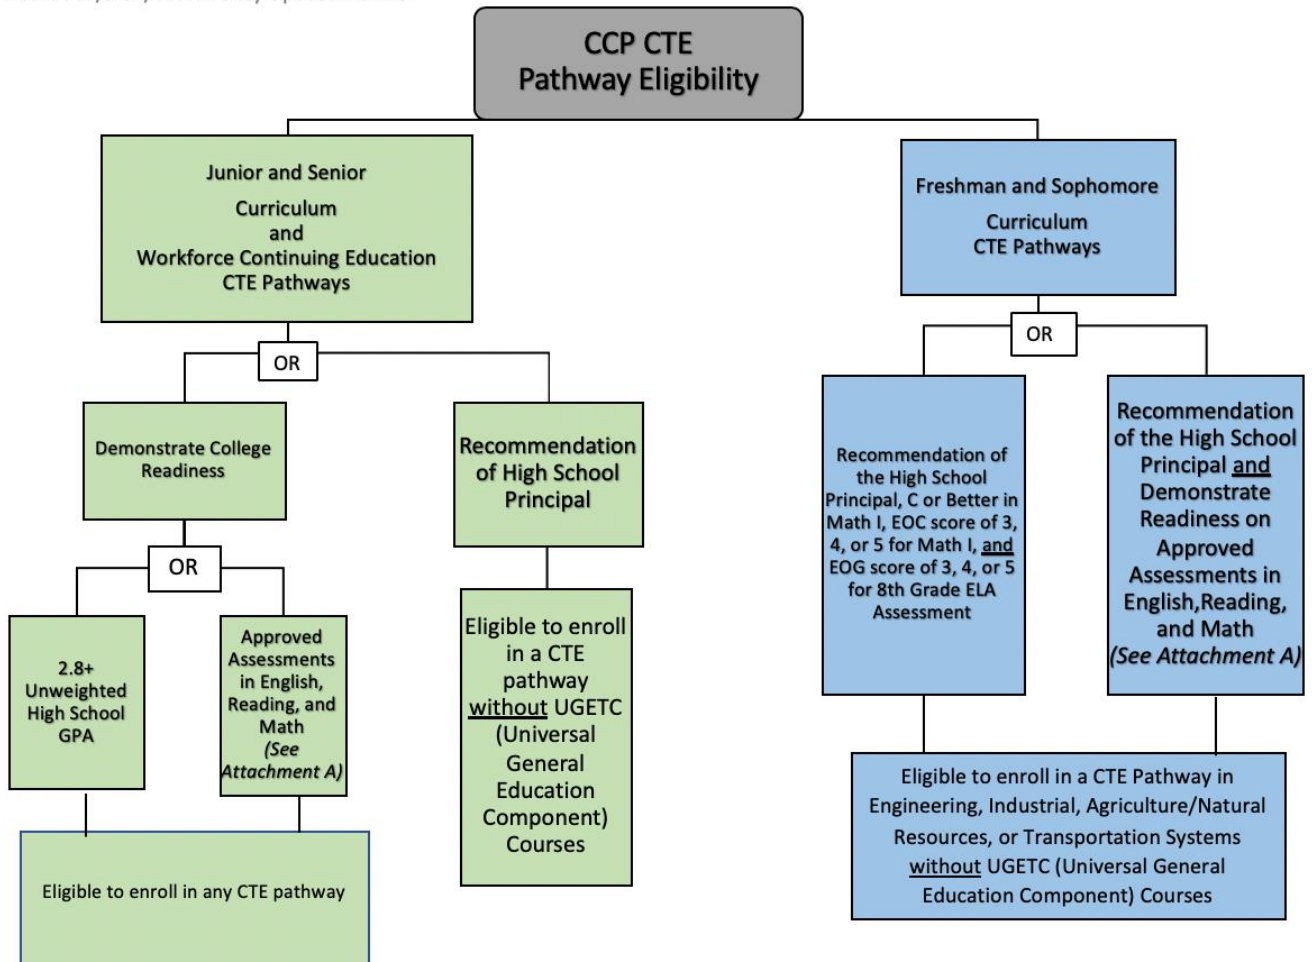 CCP CTE
Pathway Eligibility
Junior and Senior
Curriculum
and
Workforce Continuing Education
CTE Pathways
Freshman and Sophomore
Curriculum
CTE Pathways
OR
OR
Demonstrate College
Readiness
Recommendation
of High School
Principal
Recommendation of
the High School
Principal, C or Better in
Math I, EOC score of 3,
4, or 5 for Math I, and
EOG score of 3, 4, or 5
for 8th Grade ELA
Assessment
Recommendation
of the High School
Principal and
Demonstrate
Readiness on
Approved
Assessments in
English,Reading,
and Math
(See Attachment A)
OR
2.8+
Unweighted
High School
GPA
Approved
Assessments
in English,
Reading, and
Math
(See
Attachment A)
Eligible to enroll
in a CTE
pathway
without UGETC
(Universal
General
Education
Component)
Courses
Eligible to enroll in any CTE pathway
Eligible to enroll in a CTE Pathway in
Engineering, Industrial, Agriculture/Natural
Resources, or Transportation Systems
without UGETC (Universal General
Education Component) Courses